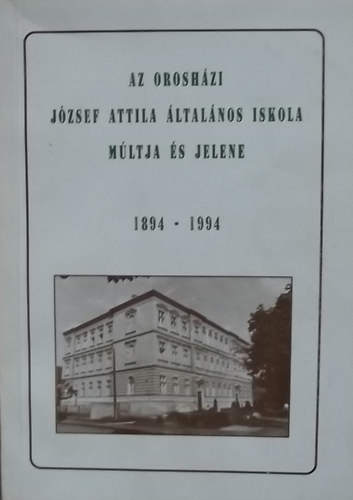 AZ OROSHÁZI
JÓZSEF ATTILA ÁLTALÁNOS ISKOLA
MÚLTJA ÉS JELENE
1894 - 1994